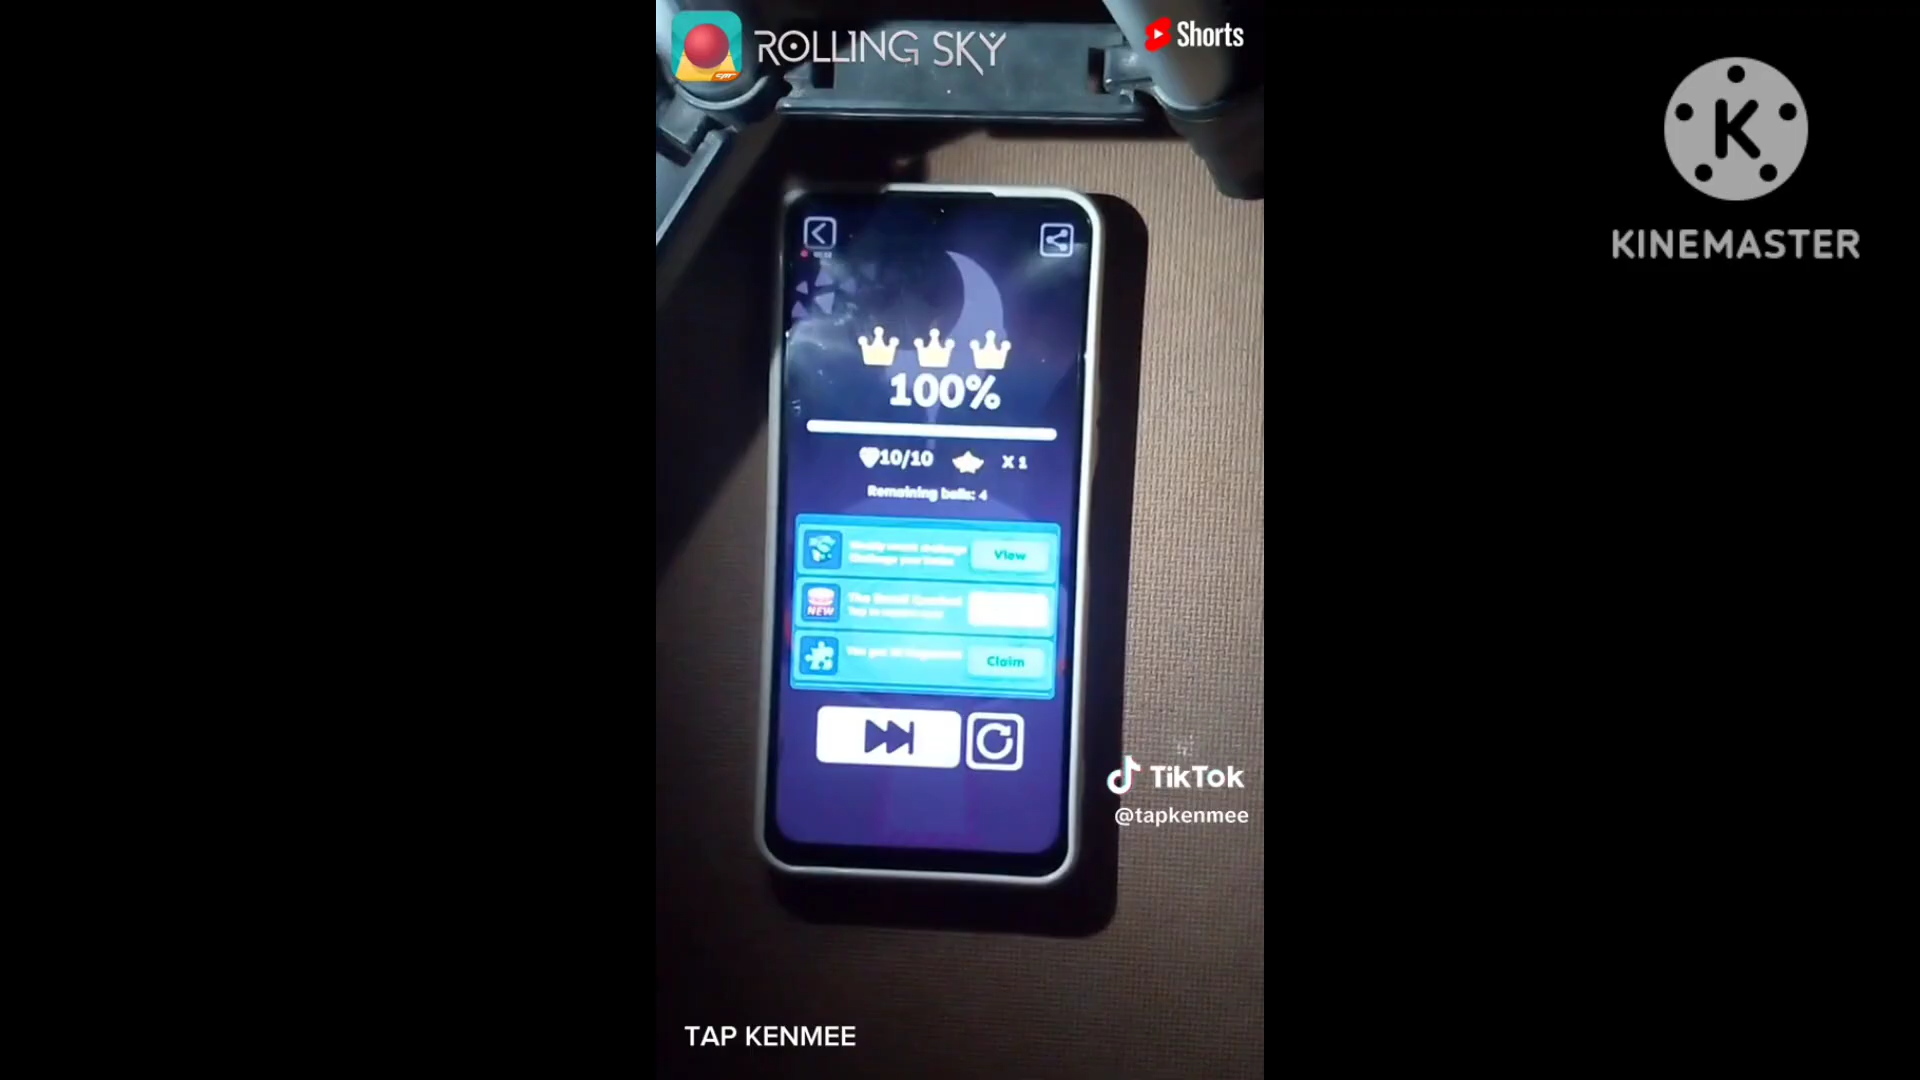 ROLLING SKY
Shorts
KINEMASTER
100%
10/10 X 1
Remaining balls: 4
View
NEW
Claim
TikTok
@tapkenmee
TAP KENMEE